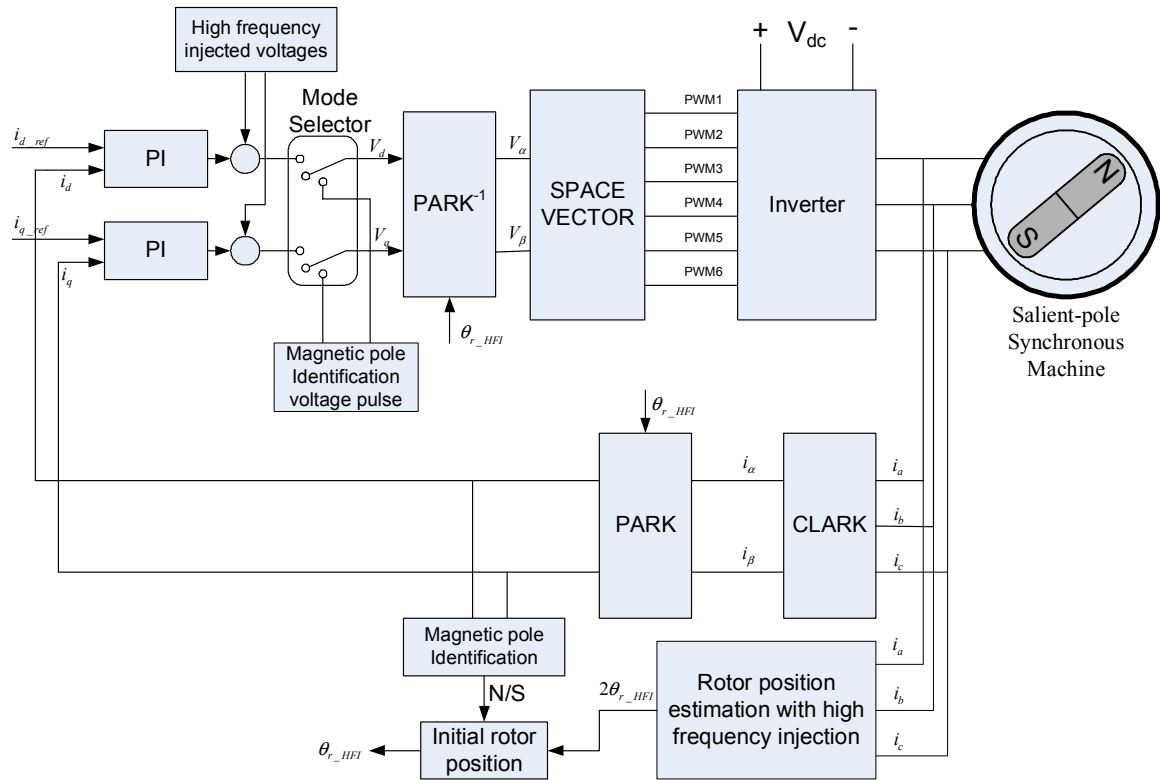 High frequency
injected voltages
+ V_dc -
Mode
Selector
PWM1
PWM2
PWM3
PWM4
PWM5
PWM6
i_d_ref
i_d
PI
V_d
V_α
i_q_ref
i_q
PI
V_q
V_β
PARK⁻¹
SPACE
VECTOR
Inverter
N
S
θ_r_HFI
Salient-pole
Synchronous
Machine
Magnetic pole
Identification
voltage pulse
θ_r_HFI
PARK
i_α
i_β
CLARK
i_a
i_b
i_c
Magnetic pole
Identification
N/S
2θ_r_HFI
Rotor position
estimation with high
frequency injection
i_a
i_b
i_c
θ_r_HFI
Initial rotor
position